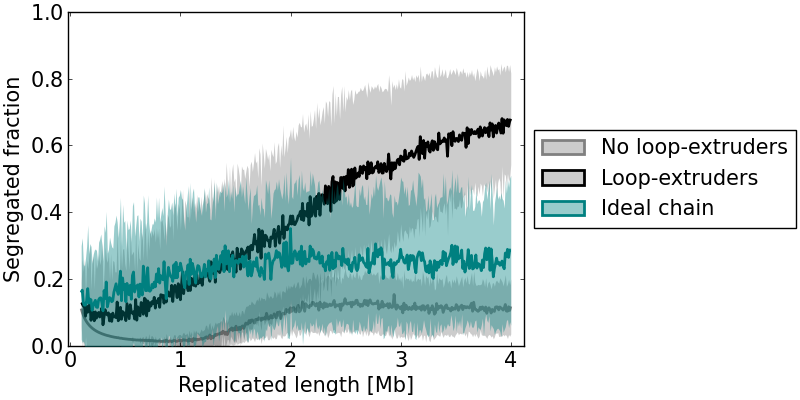 1.0
0.8
0.6
0.4
0.2
0.0
Segregated fraction
0
1
2
3
4
Replicated length [Mb]
No loop-extruders
Loop-extruders
Ideal chain